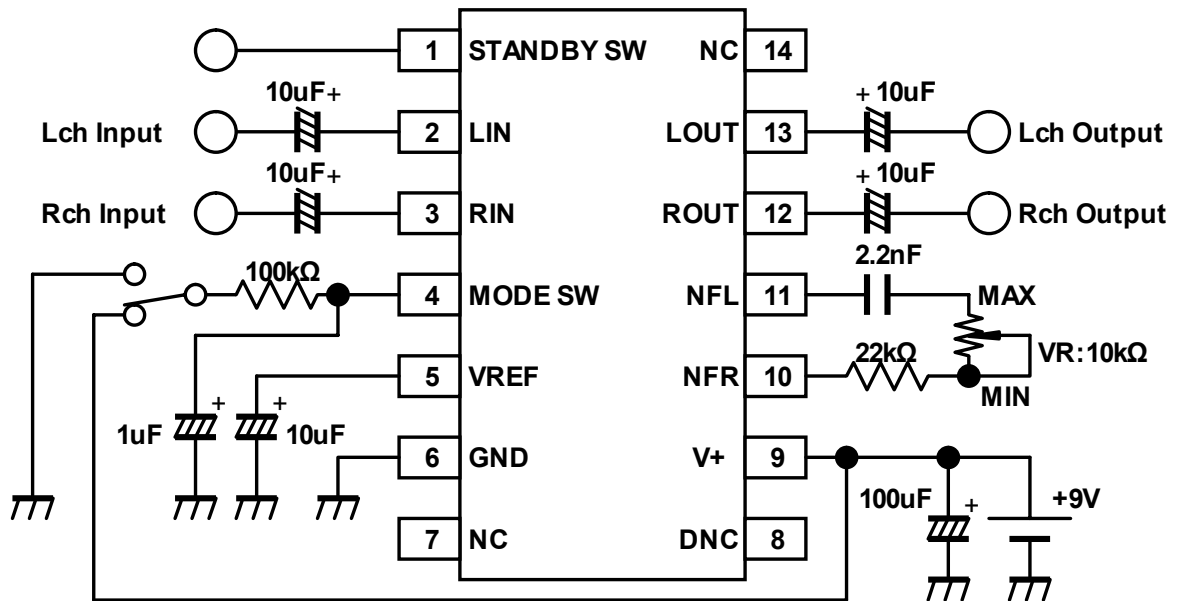 1 STANDBY SW NC 14
10uF+ + 10uF
Lch Input 2 LIN LOUT 13 Lch Output
10uF+ + 10uF
Rch Input 3 RIN ROUT 12 Rch Output
2.2nF
100kΩ 4 MODE SW NFL 11 MAX
22kΩ VR:10kΩ
5 VREF NFR 10
MIN
+ +
1uF 10uF
6 GND V+ 9
100uF + +9V
7 NC DNC 8